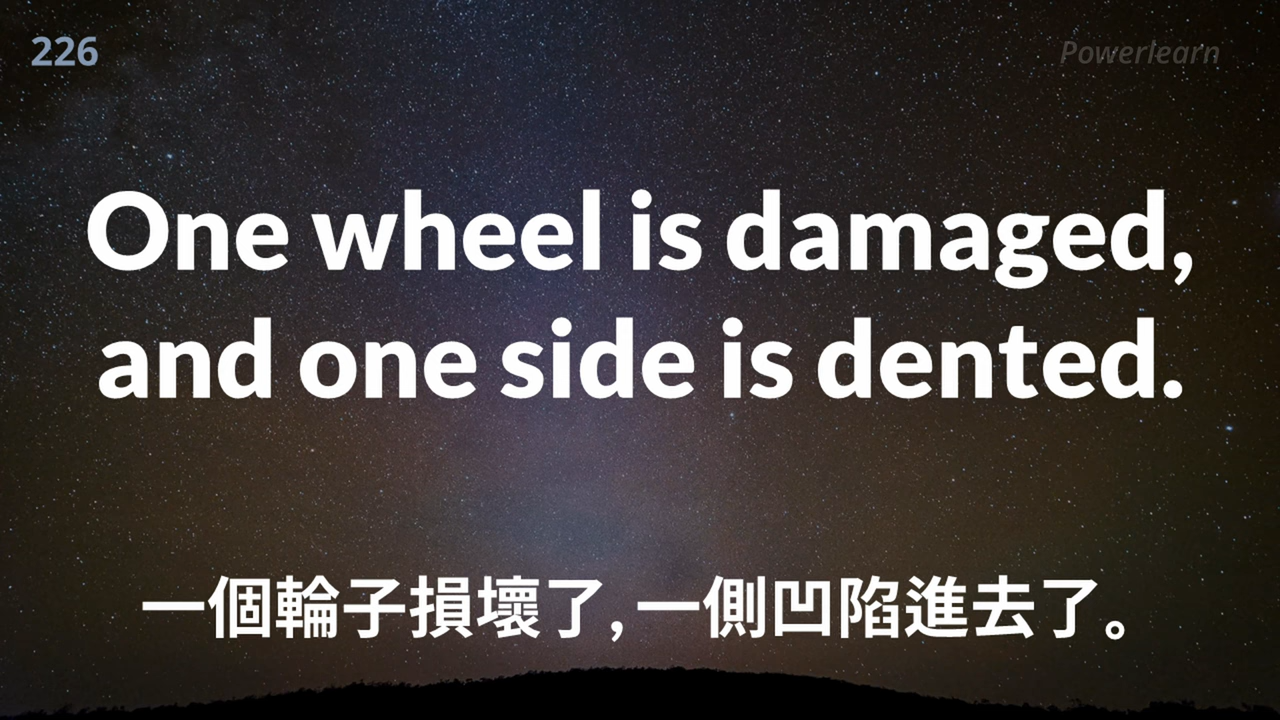 226
Powerlearn
One wheel is damaged,
and one side is dented.
一個輪子損壞了,一側凹陷進去了。